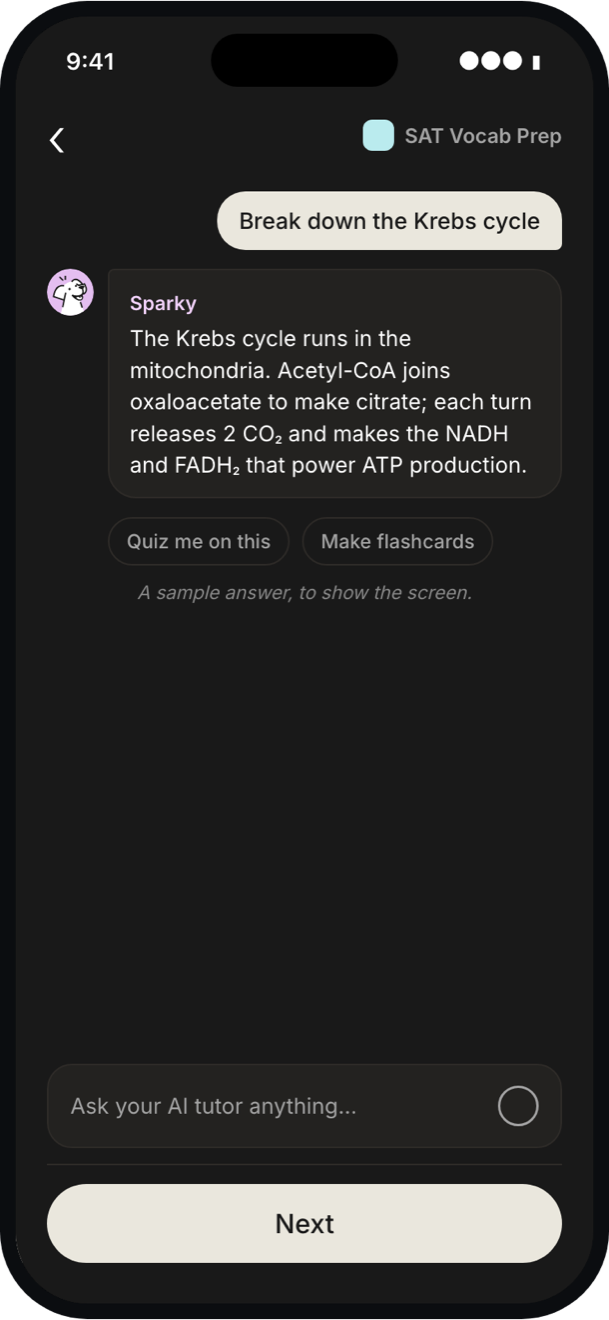 9:41
SAT Vocab Prep
Break down the Krebs cycle
Sparky
The Krebs cycle runs in the
mitochondria. Acetyl-CoA joins
oxaloacetate to make citrate; each turn
releases 2 CO₂ and makes the NADH
and FADH₂ that power ATP production.
Quiz me on this
Make flashcards
A sample answer, to show the screen.
Ask your AI tutor anything...
Next